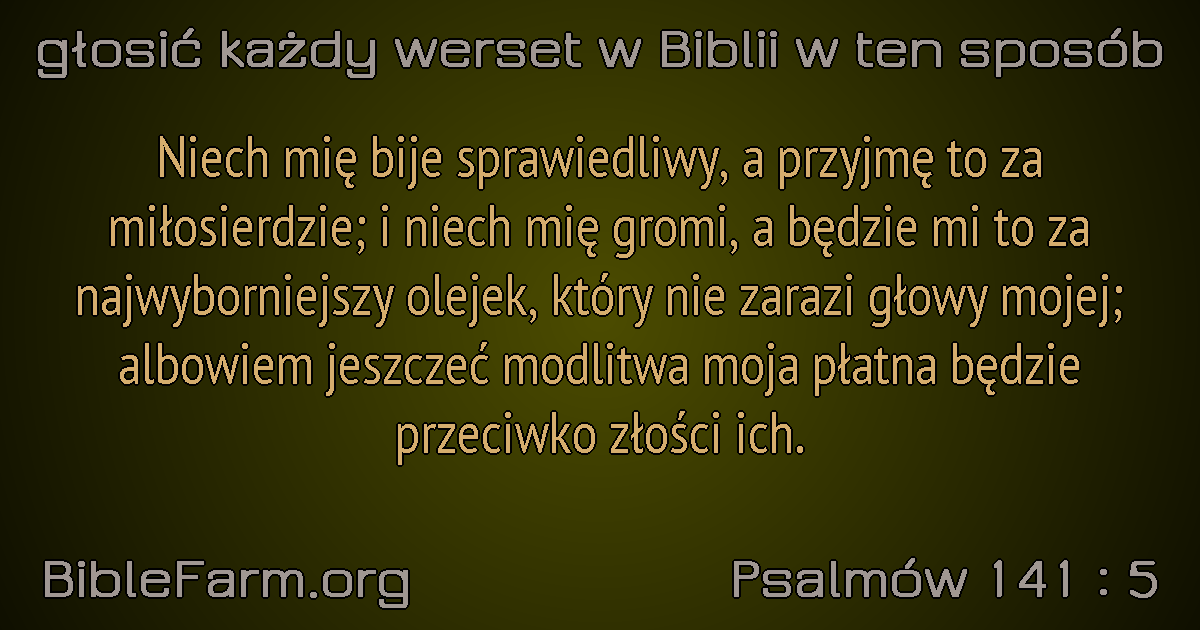 głosić każdy werset w Biblii w ten sposób
Niech mię bije sprawiedliwy, a przyjmę to za
miłosierdzie; i niech mię gromi, a będzie mi to za
najwyborniejszy olejek, który nie zarazi głowy mojej;
albowiem jeszczeć modlitwa moja płatna będzie
przeciwko złości ich.
BibleFarm.org
Psalmów 141 : 5